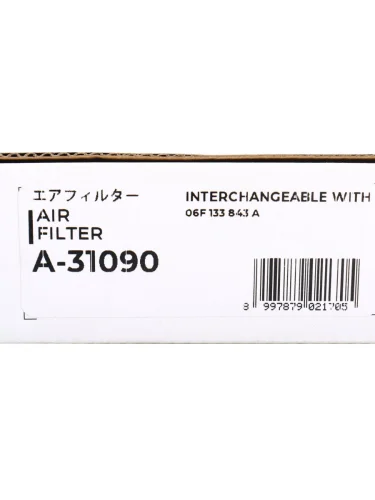 エアフィルター
AIR
FILTER
A-31090
INTERCHANGEABLE WITH
06F 133 843 A
8 997879 021705